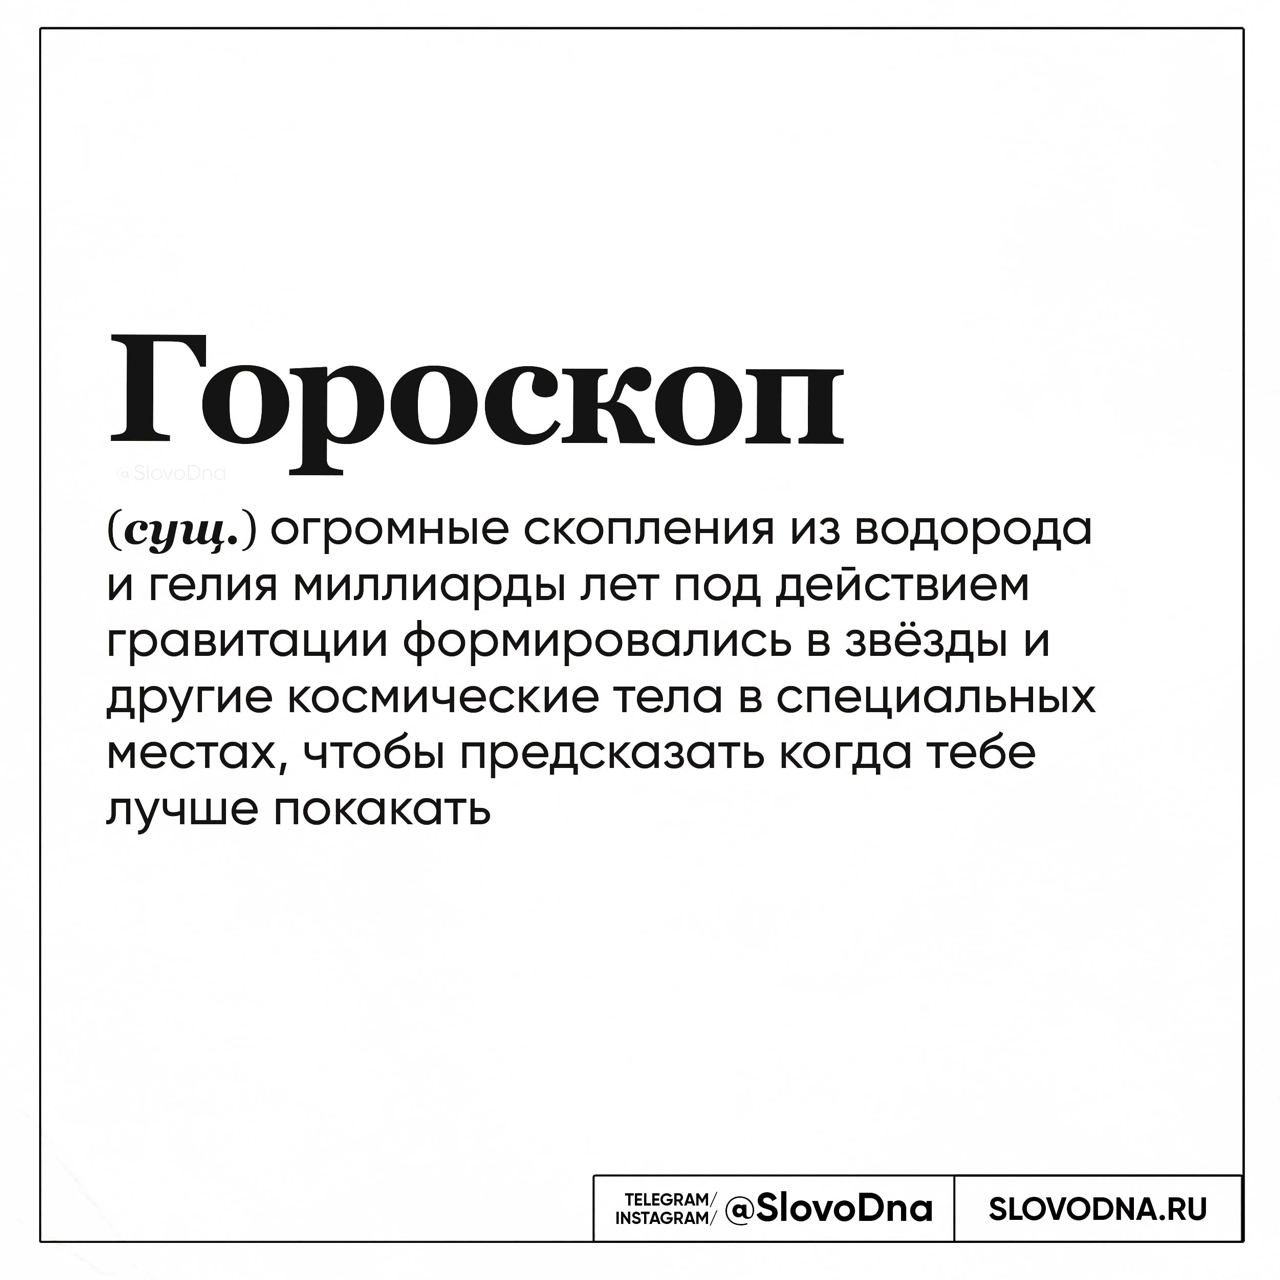 Гороскоп
@SlovoDna
(сущ.) огромные скопления из водорода
и гелия миллиарды лет под действием
гравитации формировались в звёзды и
другие космические тела в специальных
местах, чтобы предсказать когда тебе
лучше покакать
TELEGRAM/
INSTAGRAM/
@SlovoDna
SLOVODNA.RU